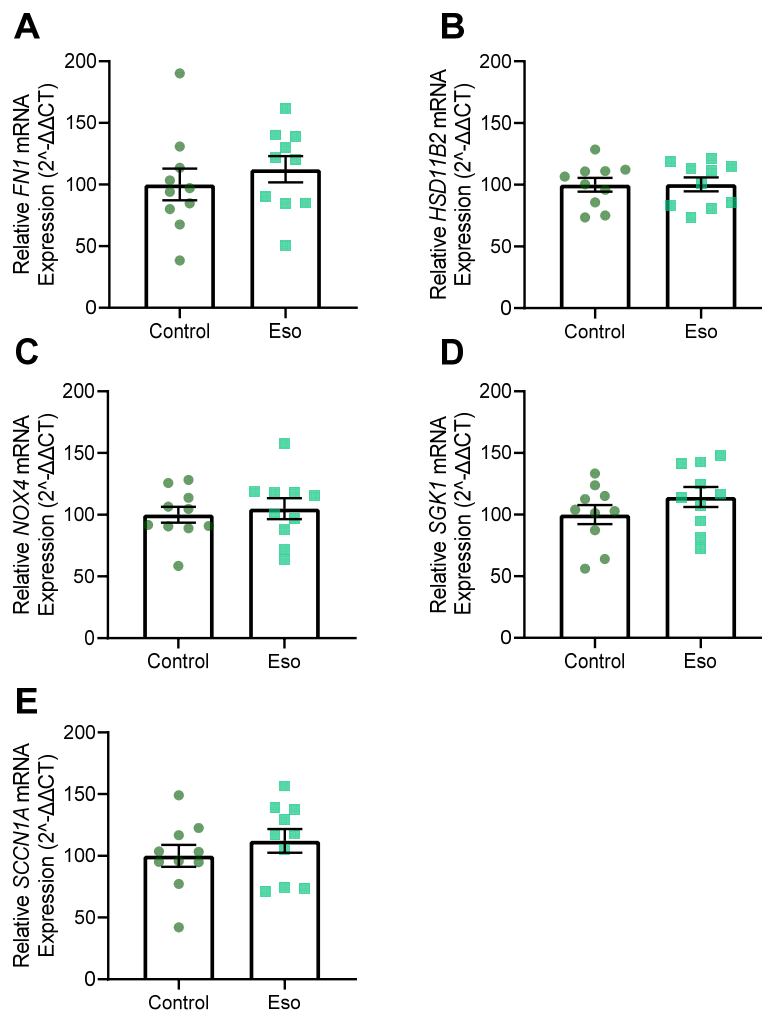 A
Relative FN1 mRNA
Expression (2^-ΔΔCT)
200
150
100
50
0
Control
Eso
B
Relative HSD11B2 mRNA
Expression (2^-ΔΔCT)
200
150
100
50
0
Control
Eso
C
Relative NOX4 mRNA
Expression (2^-ΔΔCT)
200
150
100
50
0
Control
Eso
D
Relative SGK1 mRNA
Expression (2^-ΔΔCT)
200
150
100
50
0
Control
Eso
E
Relative SCCN1A mRNA
Expression (2^-ΔΔCT)
200
150
100
50
0
Control
Eso